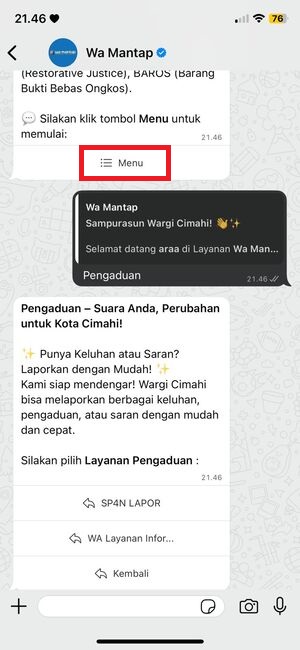 21.46
76
WA MANTAP
Wa Mantap
(Restorative Justice), BAROS (Barang
Bukti Bebas Ongkos).
💬 Silakan klik tombol Menu untuk
memulai:
21.46
Menu
Wa Mantap
Sampurasun Wargi Cimahi! 👋✨
Selamat datang araa di Layanan Wa Man...
Pengaduan
21.46
Pengaduan – Suara Anda, Perubahan
untuk Kota Cimahi!
✨ Punya Keluhan atau Saran?
Laporkan dengan Mudah! ✨
Kami siap mendengar! Wargi Cimahi
bisa melaporkan berbagai keluhan,
pengaduan, atau saran dengan mudah
dan cepat.
Silakan pilih Layanan Pengaduan :
21.46
SP4N LAPOR
WA Layanan Infor...
Kembali